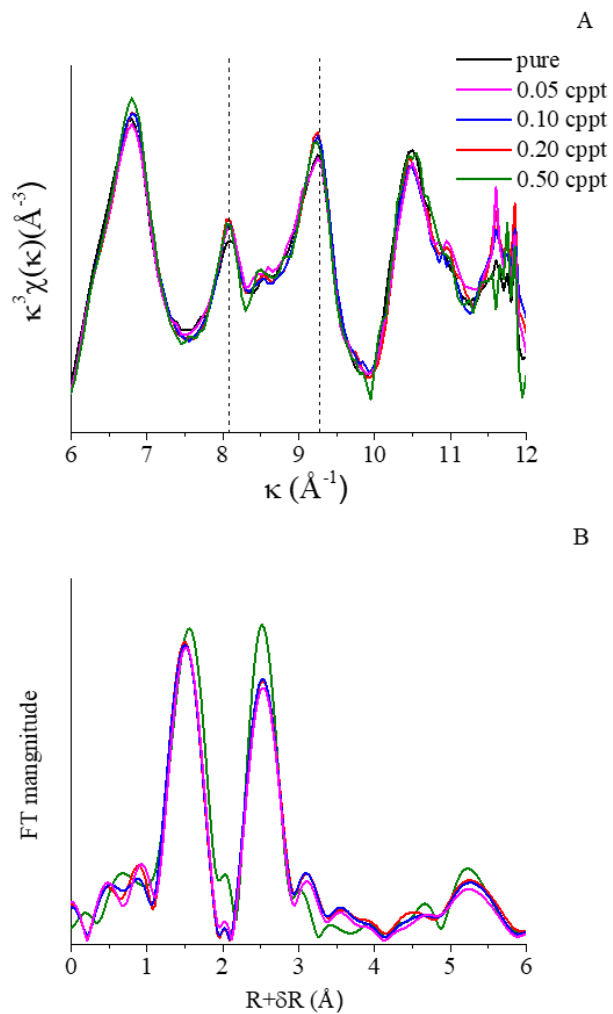 A
pure
0.05 cppt
0.10 cppt
0.20 cppt
0.50 cppt
κ³χ(κ)(Å⁻³)
6 7 8 9 10 11 12
κ (Å⁻¹)
B
FT mangnitude
0 1 2 3 4 5 6
R+δR (Å)